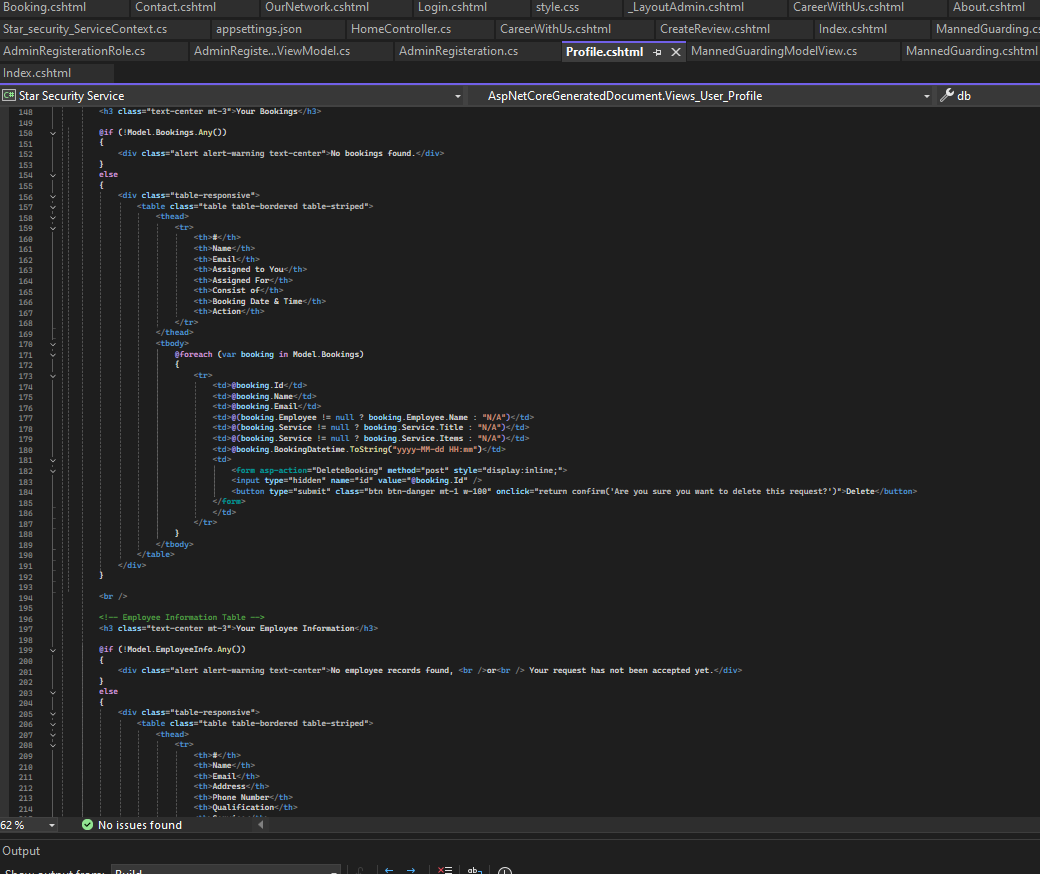 Booking.cshtml Contact.cshtml OurNetwork.cshtml Login.cshtml style.css _LayoutAdmin.cshtml CareerWithUs.cshtml About.cshtml
Star_security_ServiceContext.cs appsettings.json HomeController.cs CareerWithUs.cshtml CreateReview.cshtml Index.cshtml MannedGuarding.cs
AdminRegisterationRole.cs AdminRegiste...ViewModel.cs AdminRegisteration.cs Profile.cshtml MannedGuardingModelView.cs MannedGuarding.cshtml
Index.cshtml
C# Star Security Service AspNetCoreGeneratedDocument.Views_User_Profile db
148 <h3 class="text-center mt-3">Your Bookings</h3>
149
150 @if (!Model.Bookings.Any())
151 {
152 <div class="alert alert-warning text-center">No bookings found.</div>
153 }
154 else
155 {
156 <div class="table-responsive">
157 <table class="table table-bordered table-striped">
158 <thead>
159 <tr>
160 <th>#</th>
161 <th>Name</th>
162 <th>Email</th>
163 <th>Assigned to You</th>
164 <th>Assigned For</th>
165 <th>Consist of</th>
166 <th>Booking Date & Time</th>
167 <th>Action</th>
168 </tr>
169 </thead>
170 <tbody>
171 @foreach (var booking in Model.Bookings)
172 {
173 <tr>
174 <td>@booking.Id</td>
175 <td>@booking.Name</td>
176 <td>@booking.Email</td>
177 <td>@(booking.Employee != null ? booking.Employee.Name : "N/A")</td>
178 <td>@(booking.Service != null ? booking.Service.Title : "N/A")</td>
179 <td>@(booking.Service != null ? booking.Service.Items : "N/A")</td>
180 <td>@booking.BookingDatetime.ToString("yyyy-MM-dd HH:mm")</td>
181 <td>
182 <form asp-action="DeleteBooking" method="post" style="display:inline;">
183 <input type="hidden" name="id" value="@booking.Id" />
184 <button type="submit" class="btn btn-danger mt-1 w-100" onclick="return confirm('Are you sure you want to delete this request?')">Delete</button>
185 </form>
186 </td>
187 </tr>
188 }
189 </tbody>
190 </table>
191 </div>
192 }
193
194 <br />
195
196 <!-- Employee Information Table -->
197 <h3 class="text-center mt-3">Your Employee Information</h3>
198
199 @if (!Model.EmployeeInfo.Any())
200 {
201 <div class="alert alert-warning text-center">No employee records found, <br />or<br /> Your request has not been accepted yet.</div>
202 }
203 else
204 {
205 <div class="table-responsive">
206 <table class="table table-bordered table-striped">
207 <thead>
208 <tr>
209 <th>#</th>
210 <th>Name</th>
211 <th>Email</th>
212 <th>Address</th>
213 <th>Phone Number</th>
214 <th>Qualification</th>
62 % No issues found
Output
Show output from: Build